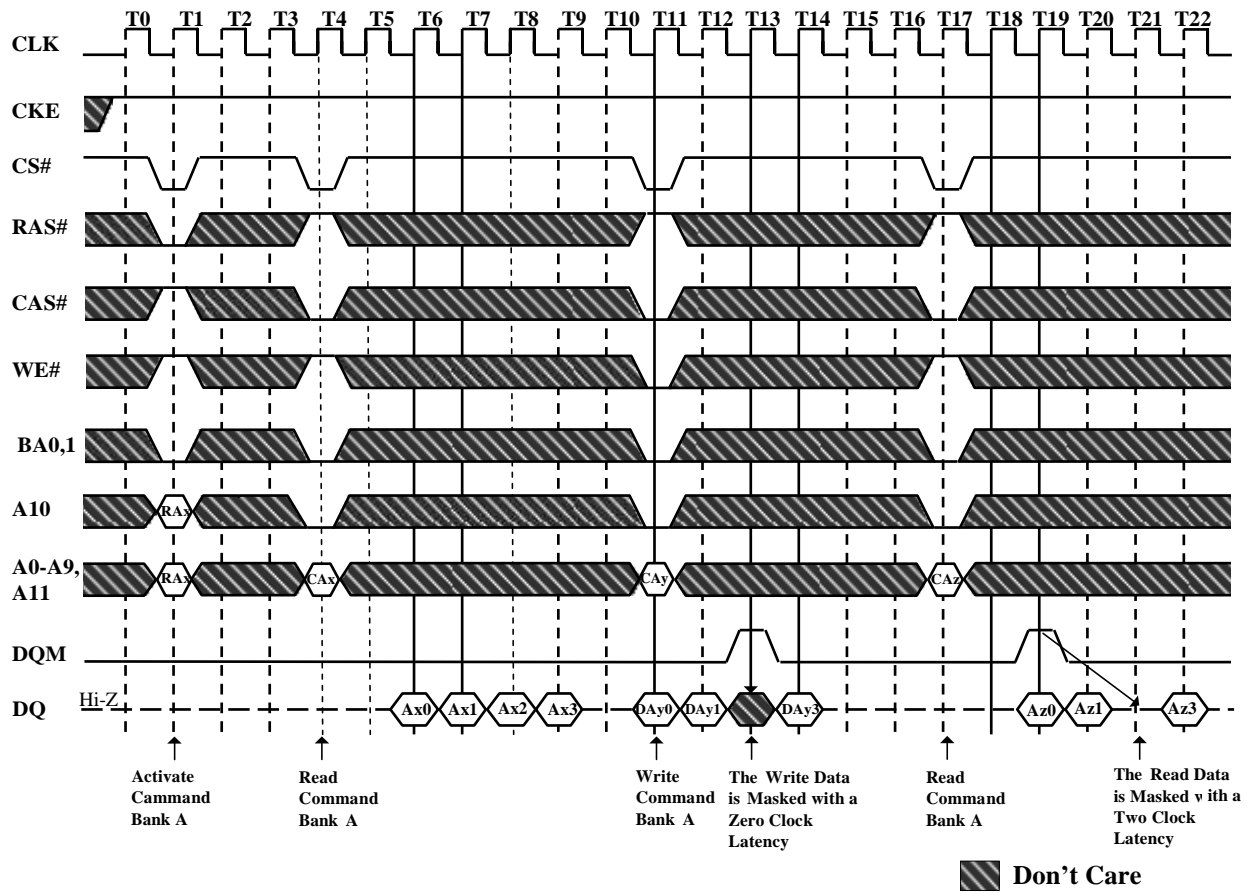 T0 T1 T2 T3 T4 T5 T6 T7 T8 T9 T10 T11 T12 T13 T14 T15 T16 T17 T18 T19 T20 T21 T22
CLK
CKE
CS#
RAS#
CAS#
WE#
BA0,1
A10
RAx
A0-A9,
A11
RAx CAx CAy CAz
DQM
Hi-Z
DQ
Ax0 Ax1 Ax2 Ax3 DAy0 DAy1 DAy3 Az0 Az1 Az3
Activate
Cammand
Bank A
Read
Command
Bank A
Write
Command
Bank A
The Write Data
is Masked with a
Zero Clock
Latency
Read
Command
Bank A
The Read Data
is Masked with a
Two Clock
Latency
Don't Care